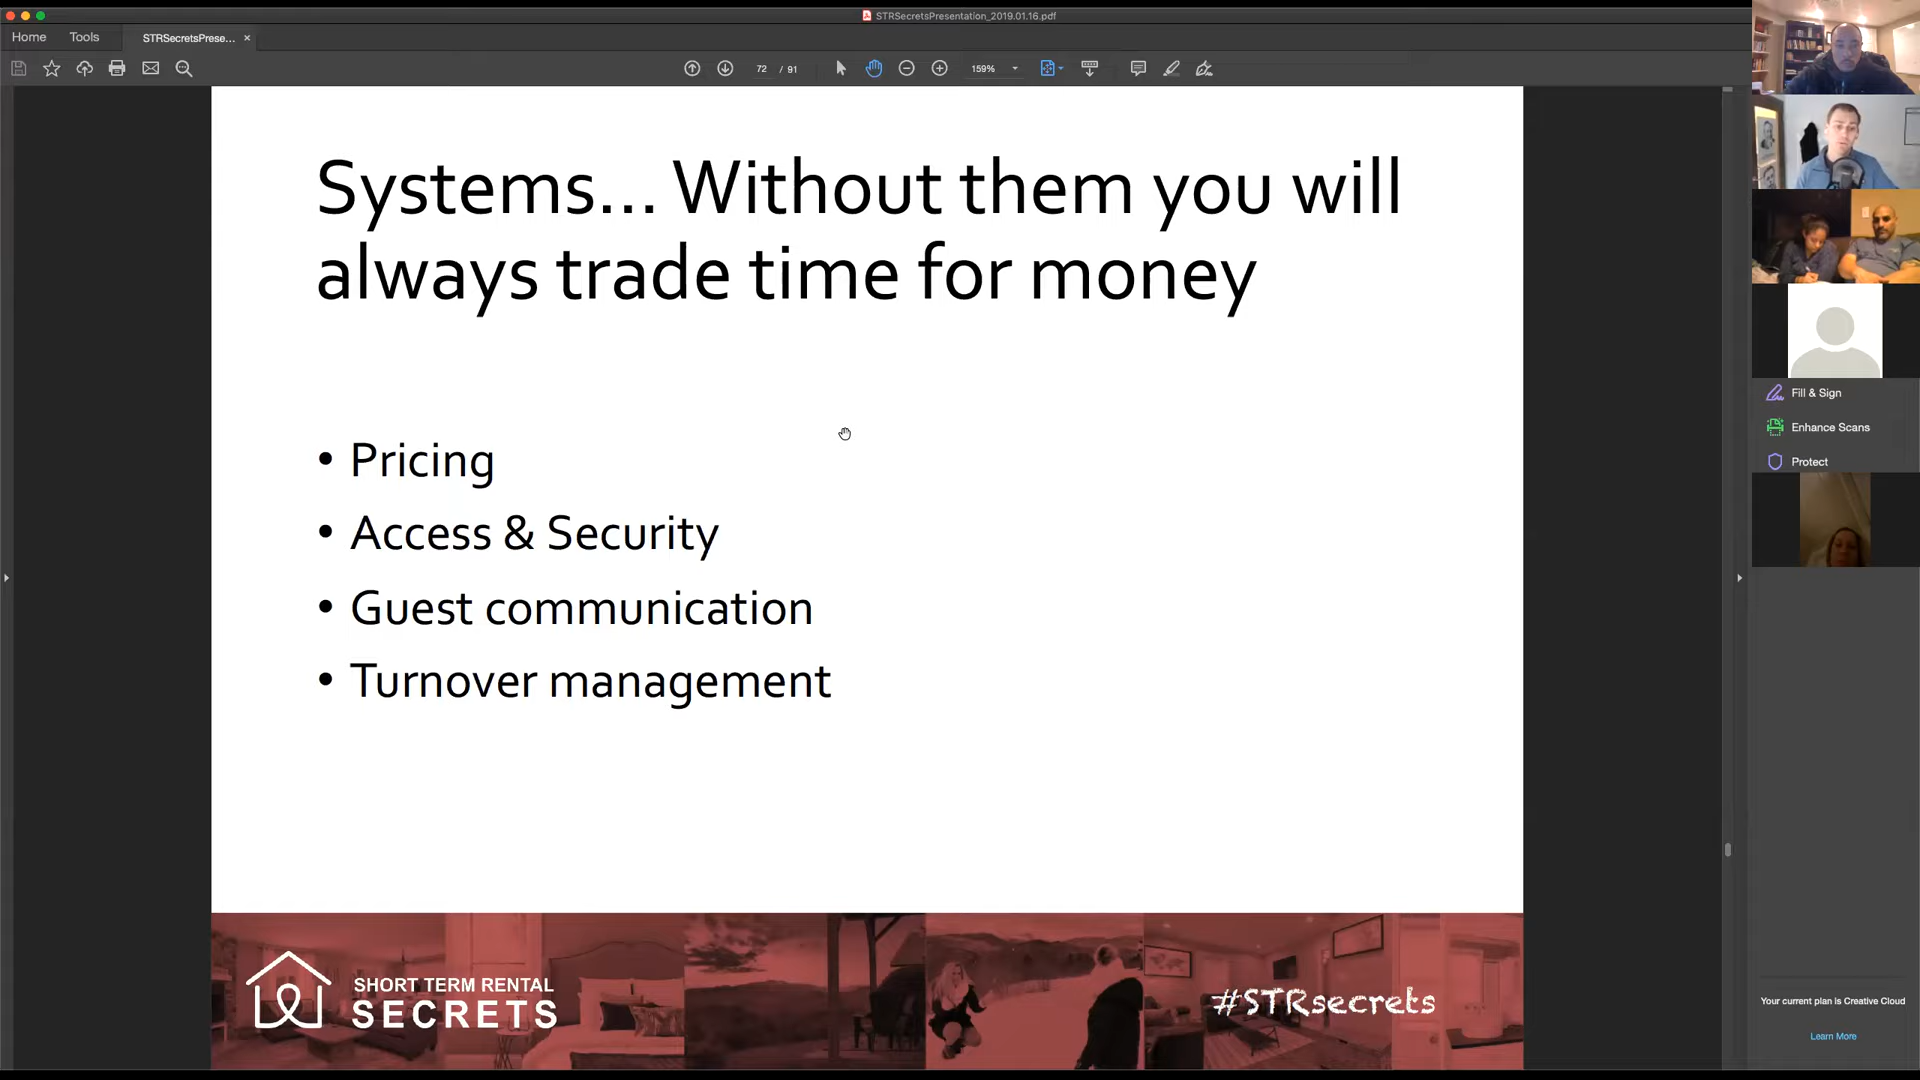 STRSecretsPresentation_2019.01.16.pdf
Home
Tools
STRSecretsPrese...
72 / 91
159%
Systems... Without them you will
always trade time for money
• Pricing
• Access & Security
• Guest communication
• Turnover management
SHORT TERM RENTAL
SECRETS
#STRsecrets
Fill & Sign
Enhance Scans
Protect
Your current plan is Creative Cloud
Learn More